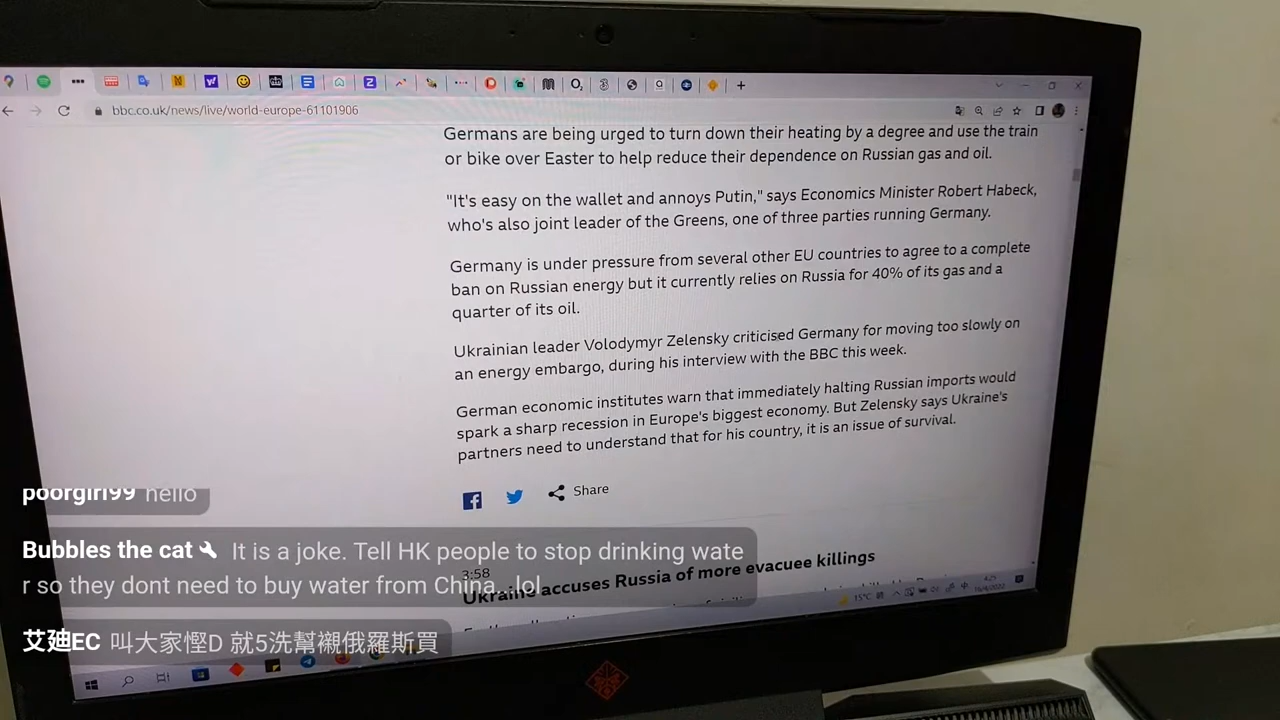 bbc.co.uk/news/live/world-europe-61101906
Germans are being urged to turn down their heating by a degree and use the train
or bike over Easter to help reduce their dependence on Russian gas and oil.
"It's easy on the wallet and annoys Putin," says Economics Minister Robert Habeck,
who's also joint leader of the Greens, one of three parties running Germany.
Germany is under pressure from several other EU countries to agree to a complete
ban on Russian energy but it currently relies on Russia for 40% of its gas and a
quarter of its oil.
Ukrainian leader Volodymyr Zelensky criticised Germany for moving too slowly on
an energy embargo, during his interview with the BBC this week.
German economic institutes warn that immediately halting Russian imports would
spark a sharp recession in Europe's biggest economy. But Zelensky says Ukraine's
partners need to understand that for his country, it is an issue of survival.
Share
3:58
Ukraine accuses Russia of more evacuee killings
poorgirl99 hello
Bubbles the cat It is a joke. Tell HK people to stop drinking wate
r so they dont need to buy water from China. .lol
艾廸EC 叫大家慳D 就5洗幫襯俄羅斯買
15°C